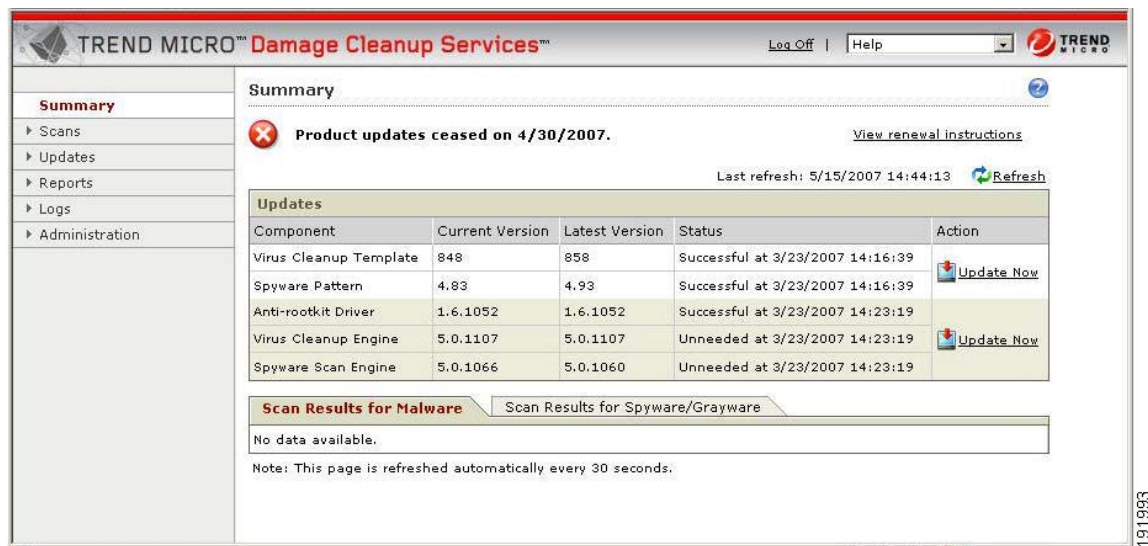 TREND MICRO™ Damage Cleanup Services™ Log Off | Help TREND MICRO
Summary
Summary
Scans
Updates
Reports
Logs
Administration
Product updates ceased on 4/30/2007. View renewal instructions
Last refresh: 5/15/2007 14:44:13 Refresh
Updates
Component Current Version Latest Version Status Action
Virus Cleanup Template 848 858 Successful at 3/23/2007 14:16:39
Update Now
Spyware Pattern 4.83 4.93 Successful at 3/23/2007 14:16:39
Anti-rootkit Driver 1.6.1052 1.6.1052 Successful at 3/23/2007 14:23:19
Virus Cleanup Engine 5.0.1107 5.0.1107 Unneeded at 3/23/2007 14:23:19 Update Now
Spyware Scan Engine 5.0.1066 5.0.1060 Unneeded at 3/23/2007 14:23:19
Scan Results for Malware Scan Results for Spyware/Grayware
No data available.
Note: This page is refreshed automatically every 30 seconds.
191993